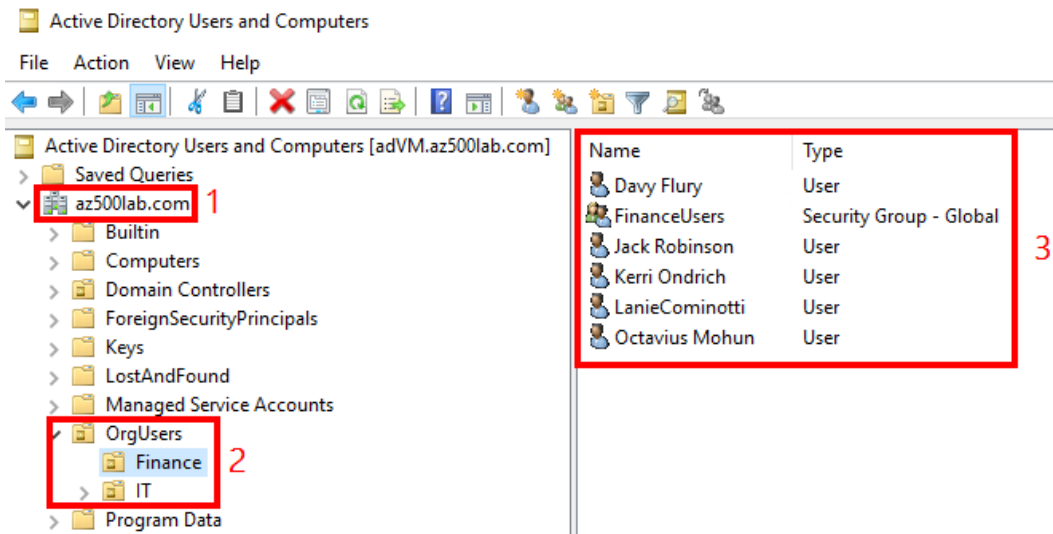 Active Directory Users and Computers
File Action View Help
Active Directory Users and Computers [adVM.az500lab.com]
Saved Queries
az500lab.com 1
Builtin
Computers
Domain Controllers
ForeignSecurityPrincipals
Keys
LostAndFound
Managed Service Accounts
OrgUsers
Finance 2
IT
Program Data
Name Type
Davy Flury User
FinanceUsers Security Group - Global
Jack Robinson User 3
Kerri Ondrich User
LanieCominotti User
Octavius Mohun User